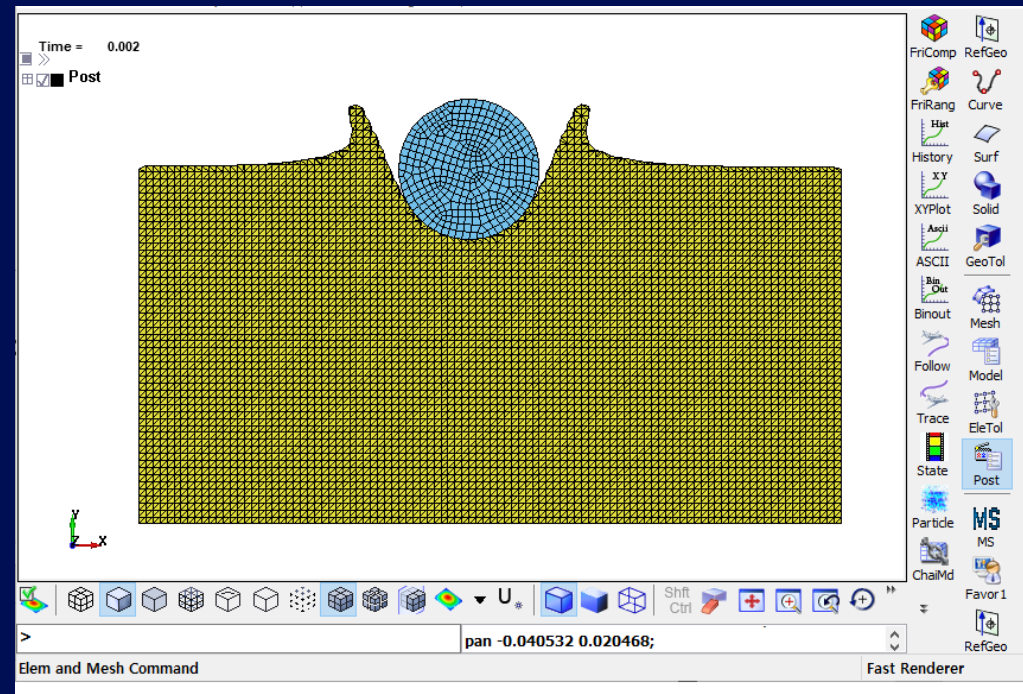 Time = 0.002
Post
FriComp RefGeo
FriRang Curve
Hist
History Surf
X Y
XYPlot Solid
Ascii
ASCII GeoTol
Bin Out
Binout Mesh
Follow Model
Trace EleTol
State Post
Particle MS
MS
ChaiMd Favor1
RefGeo
Y
Z X
U* Shft
Ctrl
> pan -0.040532 0.020468;
Elem and Mesh Command Fast Renderer